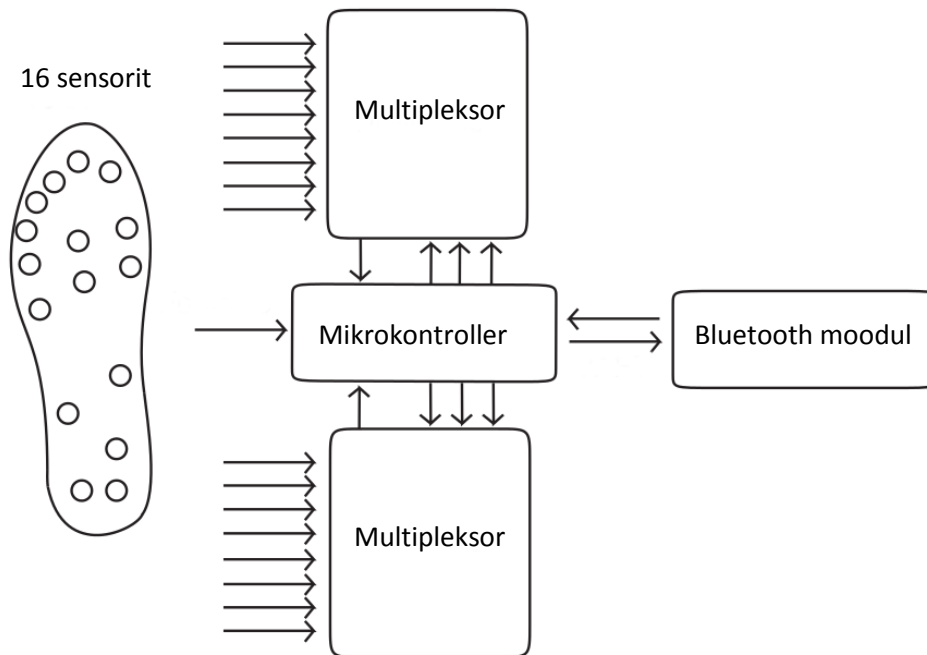 16 sensorit
Multipleksor
Mikrokontroller
Bluetooth moodul
Multipleksor